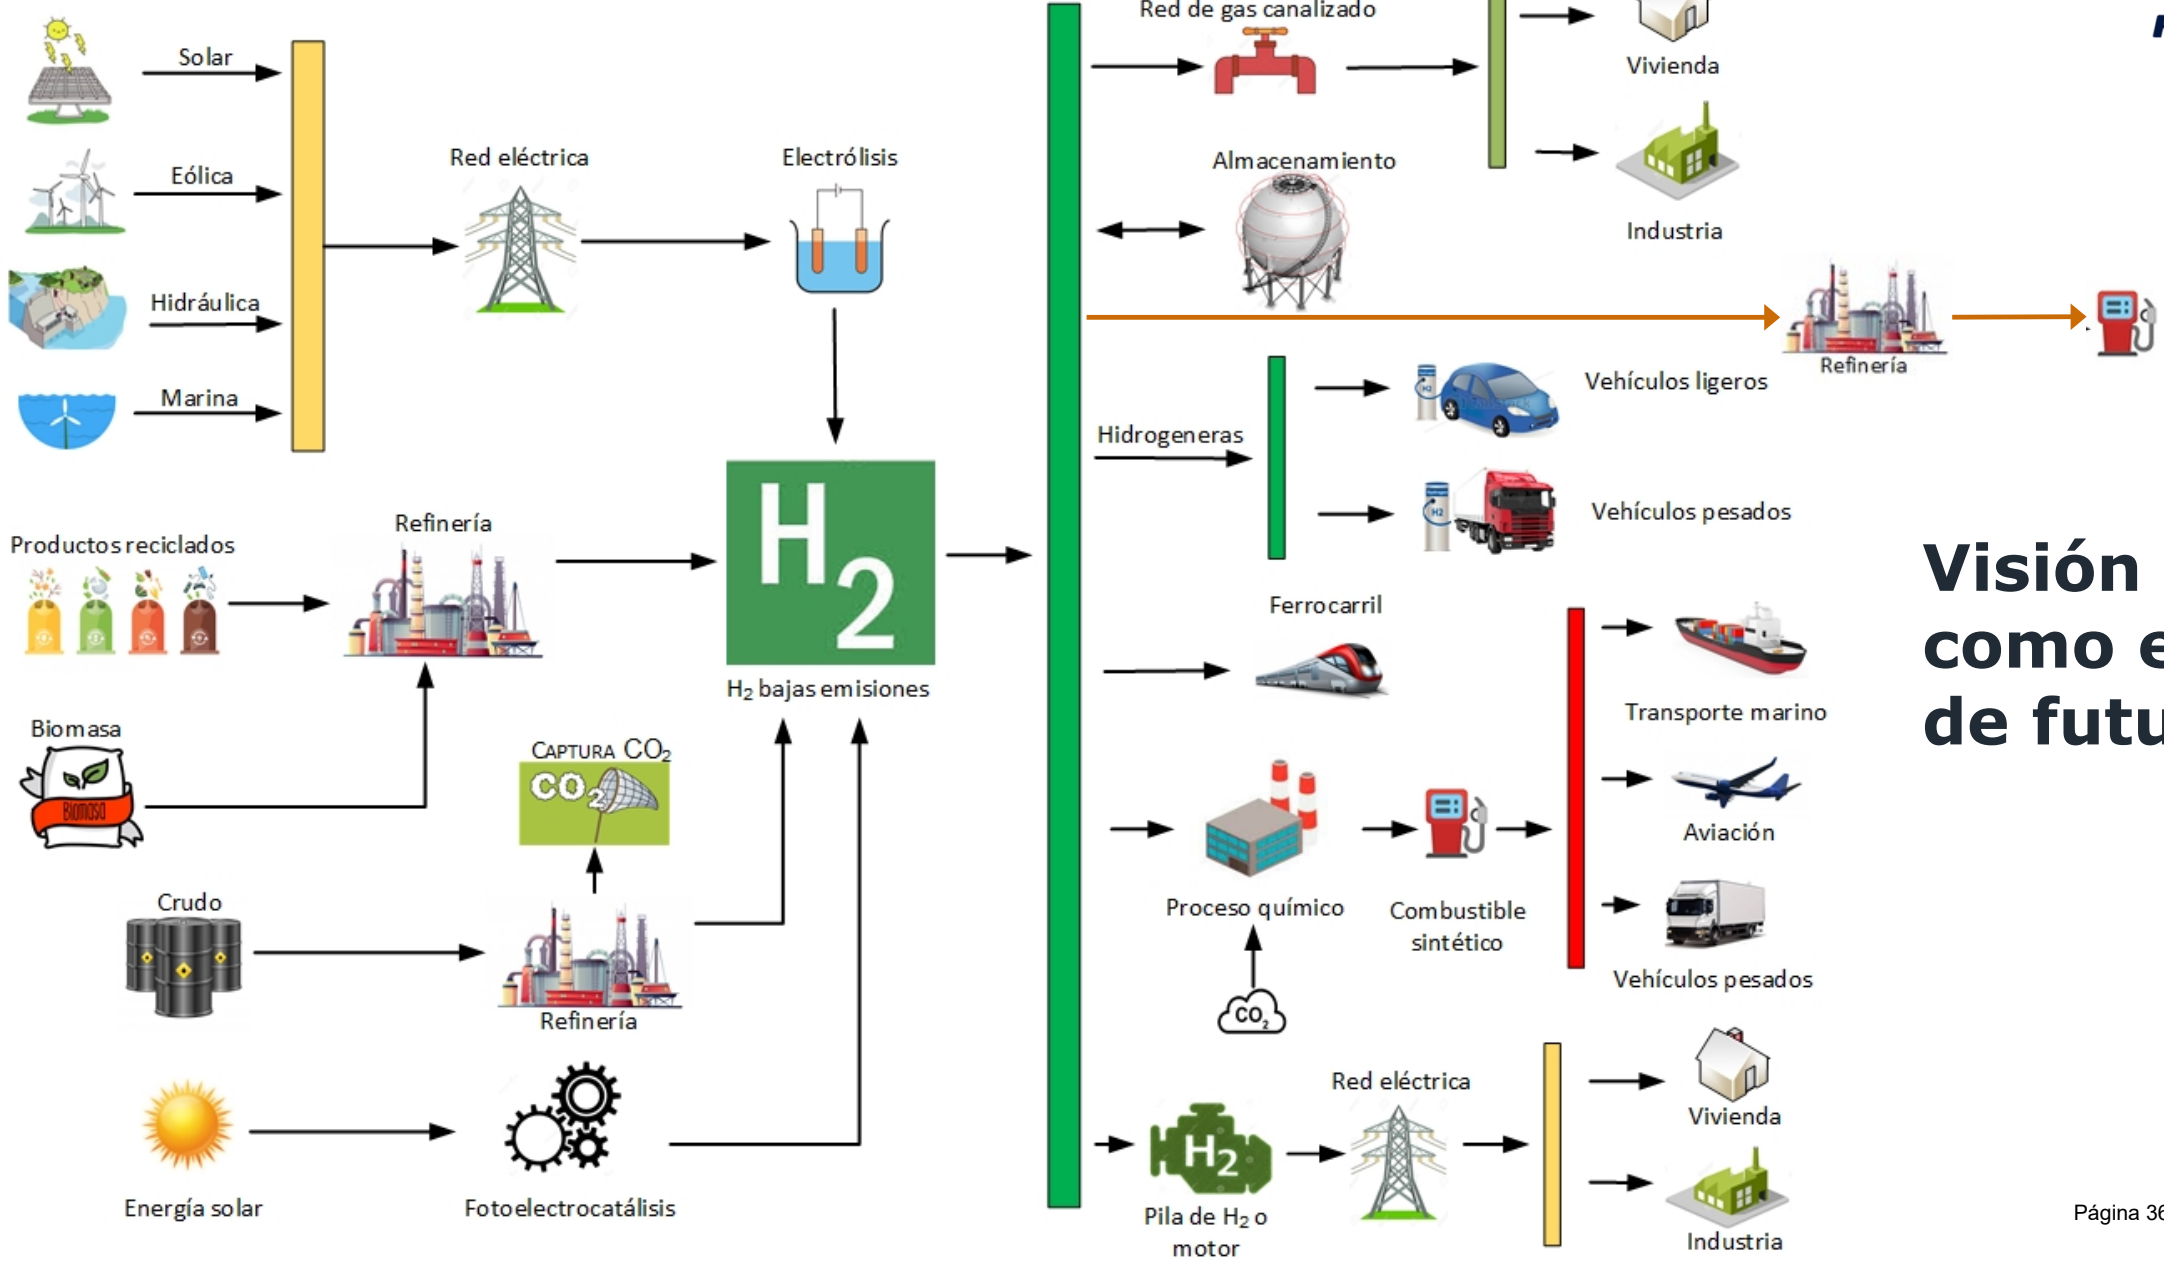 Red de gas canalizado
Solar
Vivienda
Red eléctrica
Electrólisis
Almacenamiento
Eólica
Industria
Hidráulica
Refinería
Vehículos ligeros
Marina
Hidrogeneras
H2
H2
Vehículos pesados
Refinería
Productos reciclados
H2
Visión
como e
de futu
Ferrocarril
H2 bajas emisiones
Transporte marino
Biomasa
CAPTURA CO2
CO2
Biomasa
Aviación
Crudo
Proceso químico
Combustible
sintético
Vehículos pesados
CO2
Refinería
Red eléctrica
Vivienda
H2
Energía solar
Fotoelectrocatálisis
Pila de H2 o
motor
Industria
Página 36